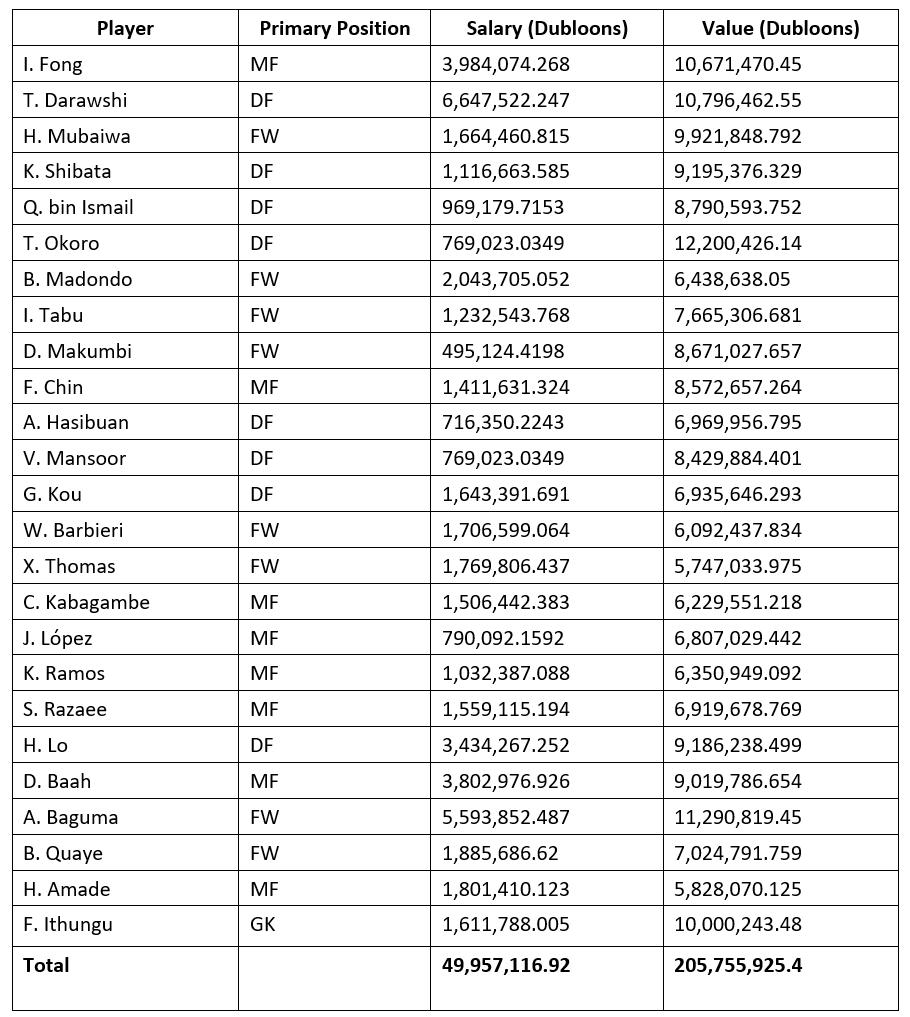 Player Primary Position Salary (Dubloons) Value (Dubloons)
I. Fong MF 3,984,074.268 10,671,470.45
T. Darawshi DF 6,647,522.247 10,796,462.55
H. Mubaiwa FW 1,664,460.815 9,921,848.792
K. Shibata DF 1,116,663.585 9,195,376.329
Q. bin Ismail DF 969,179.7153 8,790,593.752
T. Okoro DF 769,023.0349 12,200,426.14
B. Madondo FW 2,043,705.052 6,438,638.05
I. Tabu FW 1,232,543.768 7,665,306.681
D. Makumbi FW 495,124.4198 8,671,027.657
F. Chin MF 1,411,631.324 8,572,657.264
A. Hasibuan DF 716,350.2243 6,969,956.795
V. Mansoor DF 769,023.0349 8,429,884.401
G. Kou DF 1,643,391.691 6,935,646.293
W. Barbieri FW 1,706,599.064 6,092,437.834
X. Thomas FW 1,769,806.437 5,747,033.975
C. Kabagambe MF 1,506,442.383 6,229,551.218
J. López MF 790,092.1592 6,807,029.442
K. Ramos MF 1,032,387.088 6,350,949.092
S. Razaee MF 1,559,115.194 6,919,678.769
H. Lo DF 3,434,267.252 9,186,238.499
D. Baah MF 3,802,976.926 9,019,786.654
A. Baguma FW 5,593,852.487 11,290,819.45
B. Quaye FW 1,885,686.62 7,024,791.759
H. Amade MF 1,801,410.123 5,828,070.125
F. Ithungu GK 1,611,788.005 10,000,243.48
Total 49,957,116.92 205,755,925.4